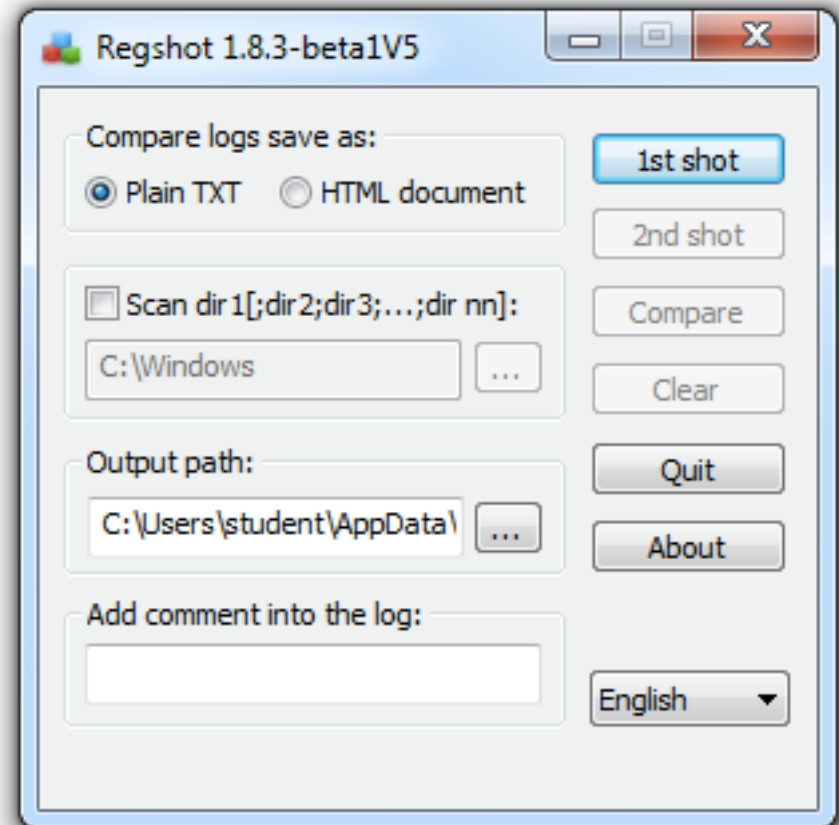 Regshot 1.8.3-beta1V5
Compare logs save as:
Plain TXT
HTML document
1st shot
2nd shot
Scan dir1[;dir2;dir3;...;dir nn]:
C:\Windows
...
Compare
Clear
Output path:
C:\Users\student\AppData\
...
Quit
About
Add comment into the log:
English